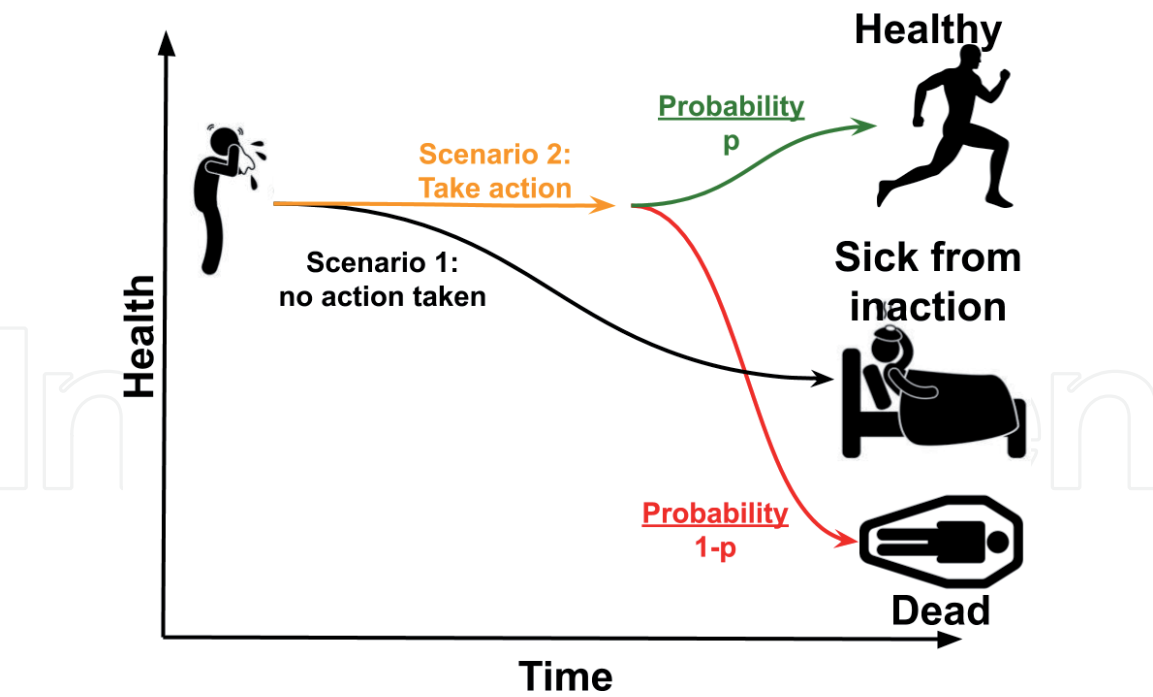 Healthy
Probability
p
Scenario 2:
Take action
Scenario 1:
no action taken
Sick from
inaction
Health
Probability
1-p
Dead
Time